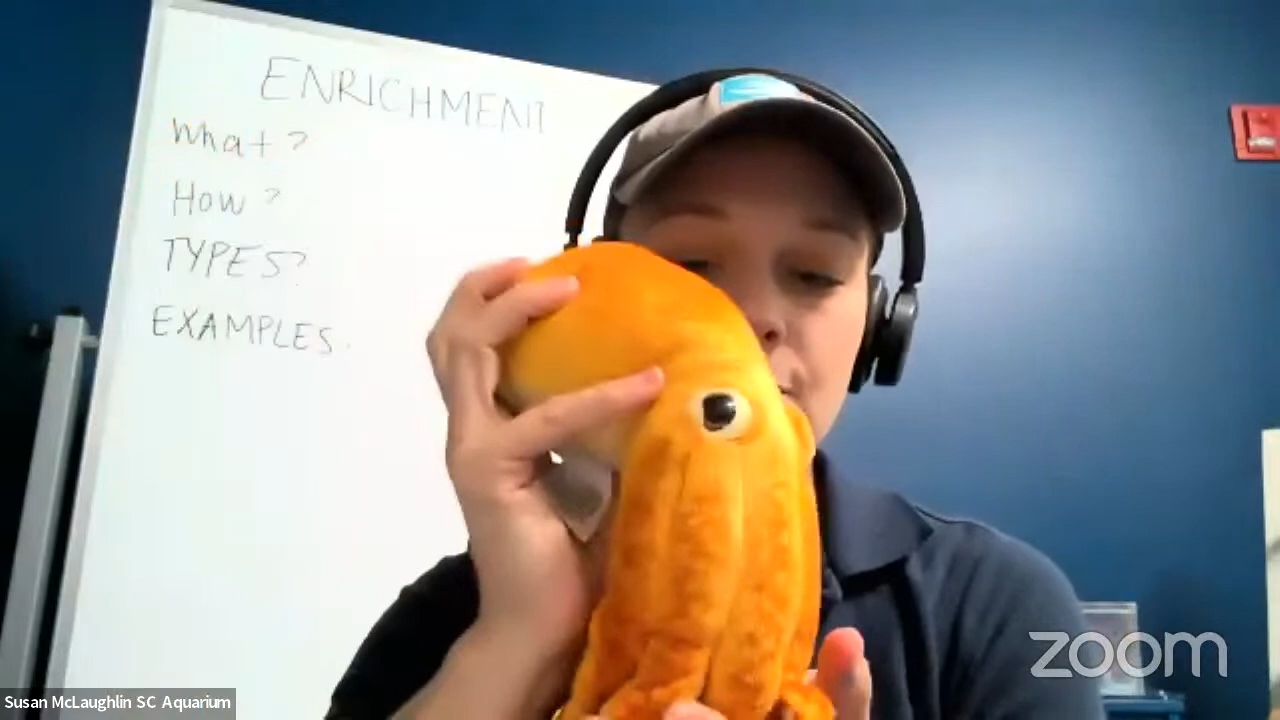 ENRICHMENT
What?
How?
TYPES?
EXAMPLES.
zoom
Susan McLaughlin SC Aquarium